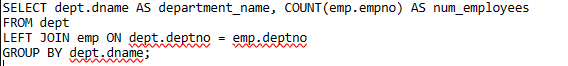 SELECT dept.dname AS department_name, COUNT(emp.empno) AS num_employees
FROM dept
LEFT JOIN emp ON dept.deptno = emp.deptno
GROUP BY dept.dname;